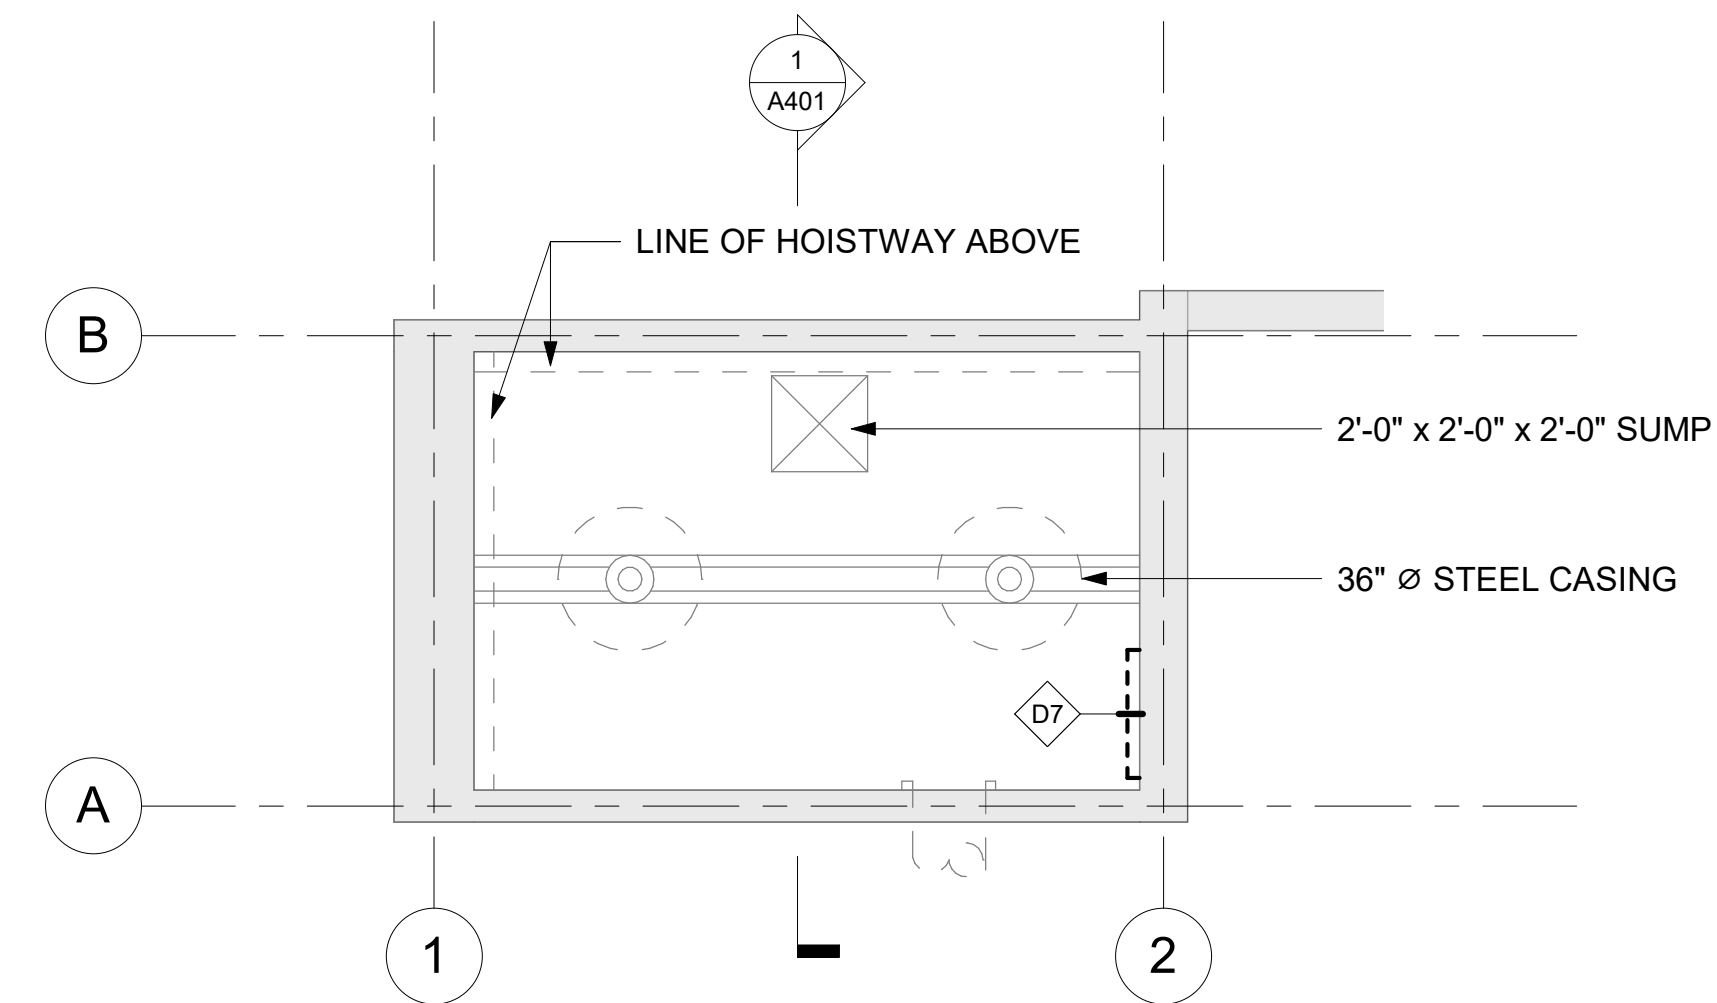 1
A401
LINE OF HOISTWAY ABOVE
B
2'-0" x 2'-0" x 2'-0" SUMP
36" ⌀ STEEL CASING
D7
A
1
2